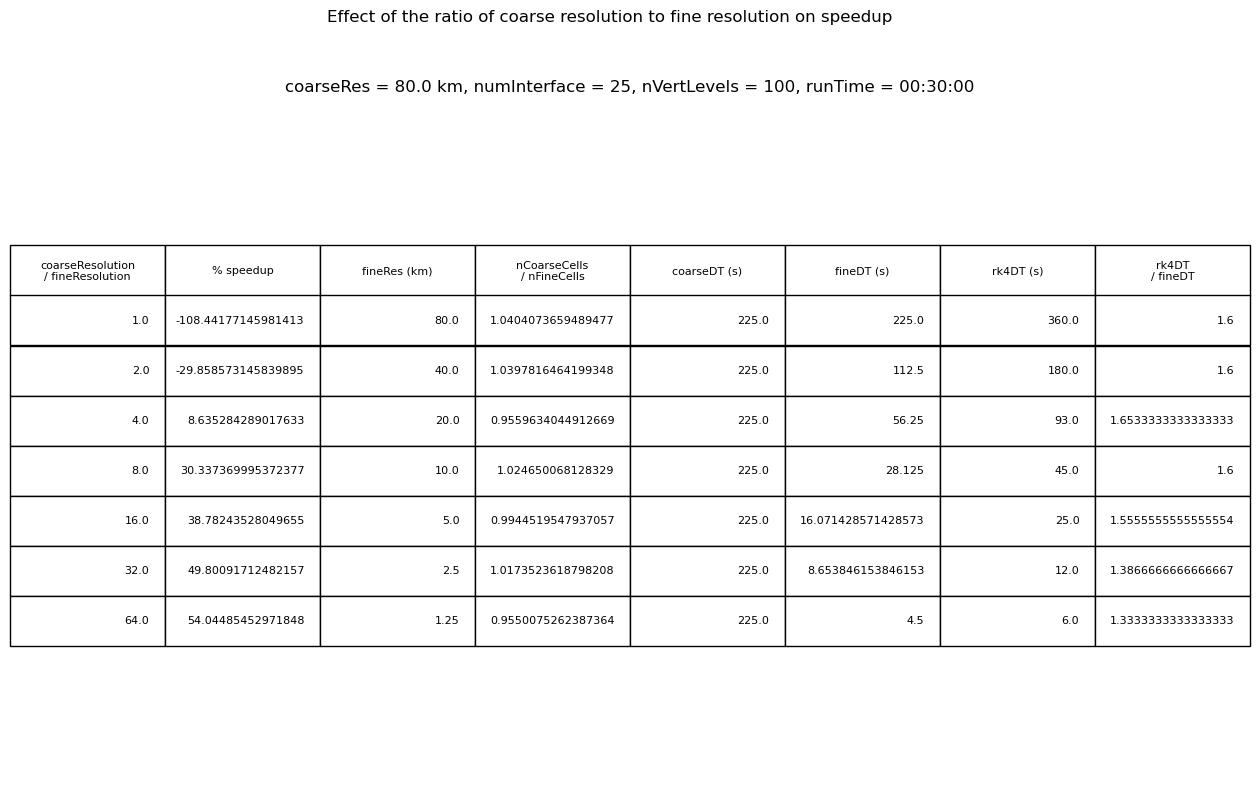 Effect of the ratio of coarse resolution to fine resolution on speedup
coarseRes = 80.0 km, numInterface = 25, nVertLevels = 100, runTime = 00:30:00
coarseResolution / fineResolution % speedup fineRes (km) nCoarseCells / nFineCells coarseDT (s) fineDT (s) rk4DT (s) rk4DT / fineDT
1.0 -108.44177145981413 80.0 1.0404073659489477 225.0 225.0 360.0 1.6
2.0 -29.858573145839895 40.0 1.0397816464199348 225.0 112.5 180.0 1.6
4.0 8.635284289017633 20.0 0.9559634044912669 225.0 56.25 93.0 1.6533333333333333
8.0 30.337369995372377 10.0 1.024650068128329 225.0 28.125 45.0 1.6
16.0 38.78243528049655 5.0 0.9944519547937057 225.0 16.071428571428573 25.0 1.5555555555555554
32.0 49.80091712482157 2.5 1.0173523618798208 225.0 8.653846153846153 12.0 1.3866666666666667
64.0 54.04485452971848 1.25 0.9550075262387364 225.0 4.5 6.0 1.3333333333333333